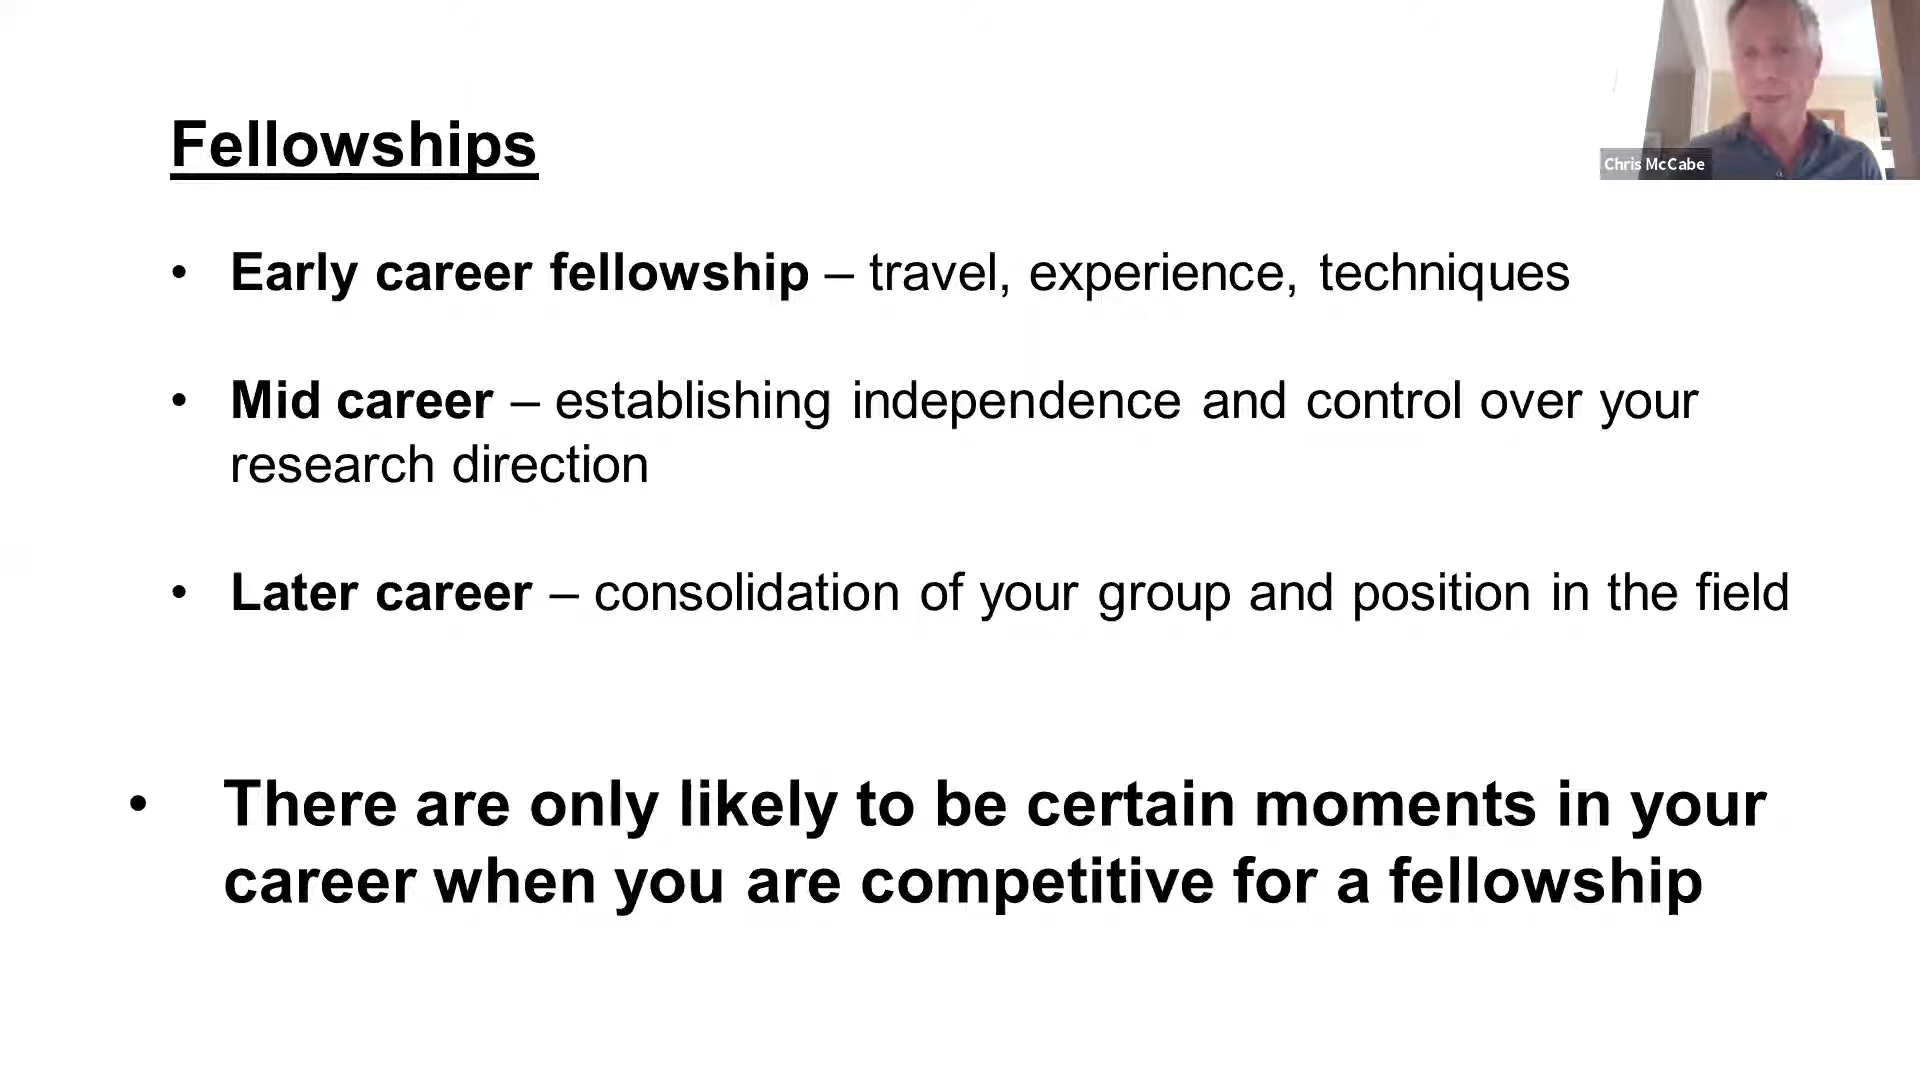 Fellowships
Chris McCabe
• Early career fellowship – travel, experience, techniques
• Mid career – establishing independence and control over your
research direction
• Later career – consolidation of your group and position in the field
• There are only likely to be certain moments in your
career when you are competitive for a fellowship